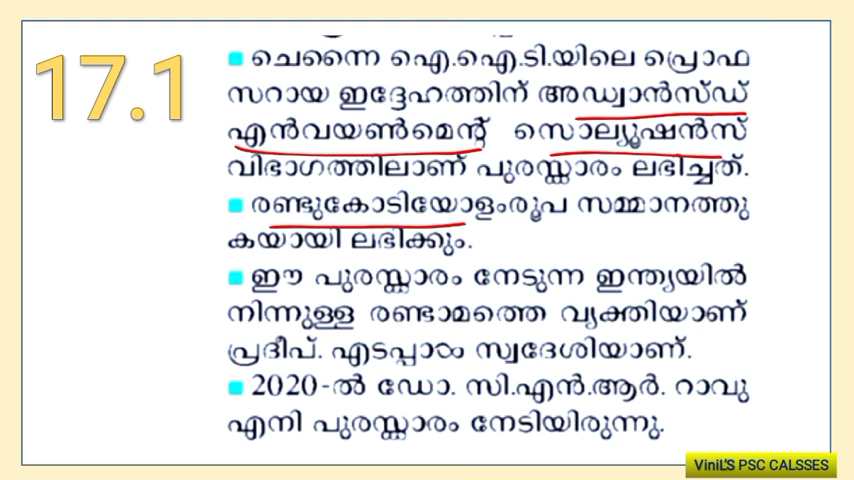 17.1
ചെന്നൈ ഐ.ഐ.ടി.യിലെ പ്രൊഫ
സറായ ഇദ്ദേഹത്തിന് അഡ്വാൻസ്ഡ്
എൻവയൺമെന്റ് സൊല്യൂഷൻസ്
വിഭാഗത്തിലാണ് പുരസ്കാരം ലഭിച്ചത്.
രണ്ടുകോടിയോളംരൂപ സമ്മാനത്തു
കയായി ലഭിക്കും.
ഈ പുരസ്കാരം നേടുന്ന ഇന്ത്യയിൽ
നിന്നുള്ള രണ്ടാമത്തെ വ്യക്തിയാണ്
പ്രദീപ്. എടപ്പാൾ സ്വദേശിയാണ്.
2020-ൽ ഡോ. സി.എൻ.ആർ. റാവു
എനി പുരസ്കാരം നേടിയിരുന്നു.
ViniL'S PSC CALSSES